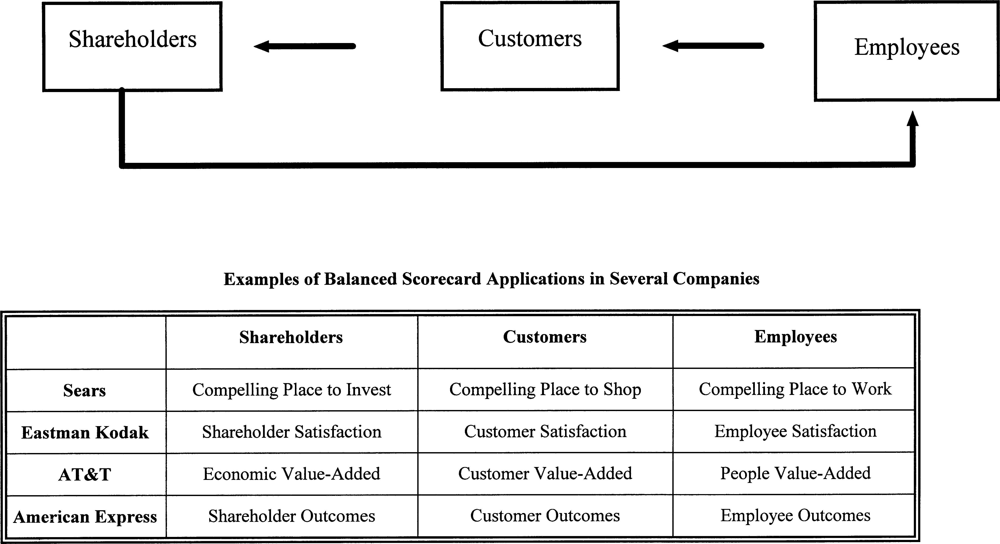 Shareholders Customers Employees
Examples of Balanced Scorecard Applications in Several Companies
Shareholders Customers Employees
Sears Compelling Place to Invest Compelling Place to Shop Compelling Place to Work
Eastman Kodak Shareholder Satisfaction Customer Satisfaction Employee Satisfaction
AT&T Economic Value-Added Customer Value-Added People Value-Added
American Express Shareholder Outcomes Customer Outcomes Employee Outcomes